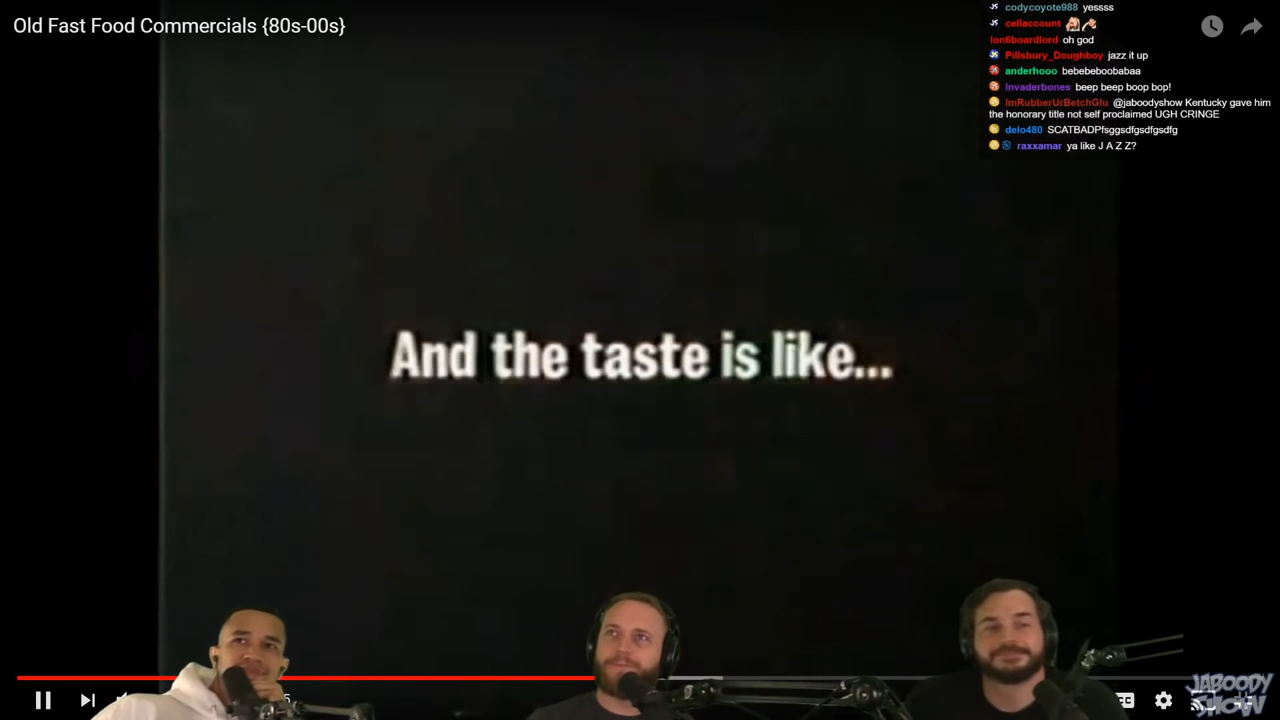 Old Fast Food Commercials {80s-00s}
codycoyote988 yessss
cellaccount
lon6boardlord oh god
Pillsbury_Doughboy jazz it up
anderhooo bebebeboobabaa
Invaderbones beep beep boop bop!
ImRubberUrBetchGlu @jaboodyshow Kentucky gave him
the honorary title not self proclaimed UGH CRINGE
delo480 SCATBADPfsggsdfgsdfgsdfg
raxxamar ya like J A Z Z?
And the taste is like...
5
CC
JABOODY
SHOW